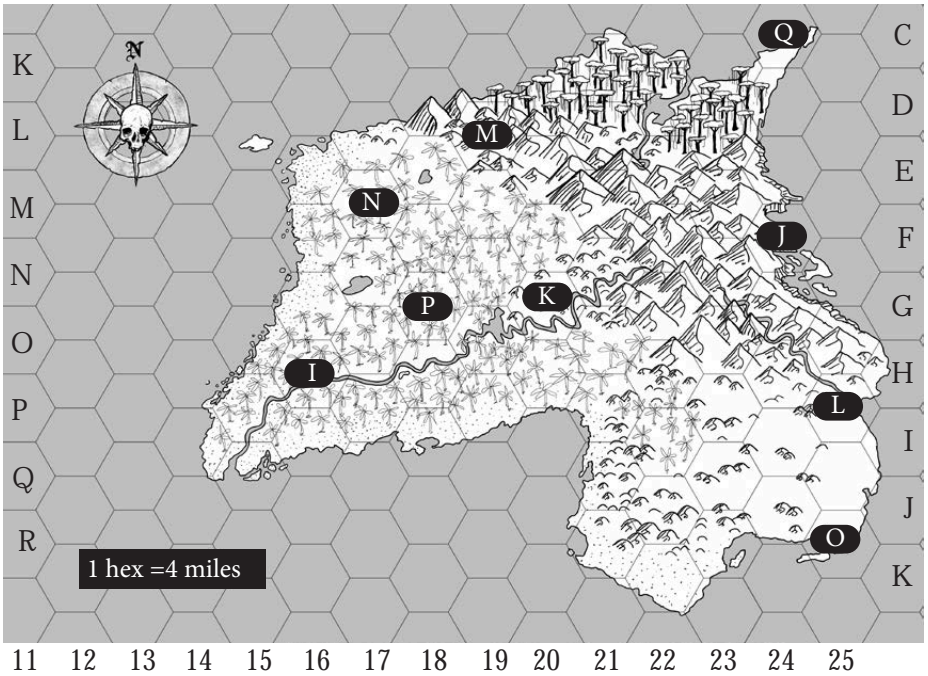 Q
C
N
K
D
L
M
E
M
N
J
F
N
K
P
G
O
I
H
P
L
I
Q
J
R
O
1 hex =4 miles
K
11 12 13 14 15 16 17 18 19 20 21 22 23 24 25